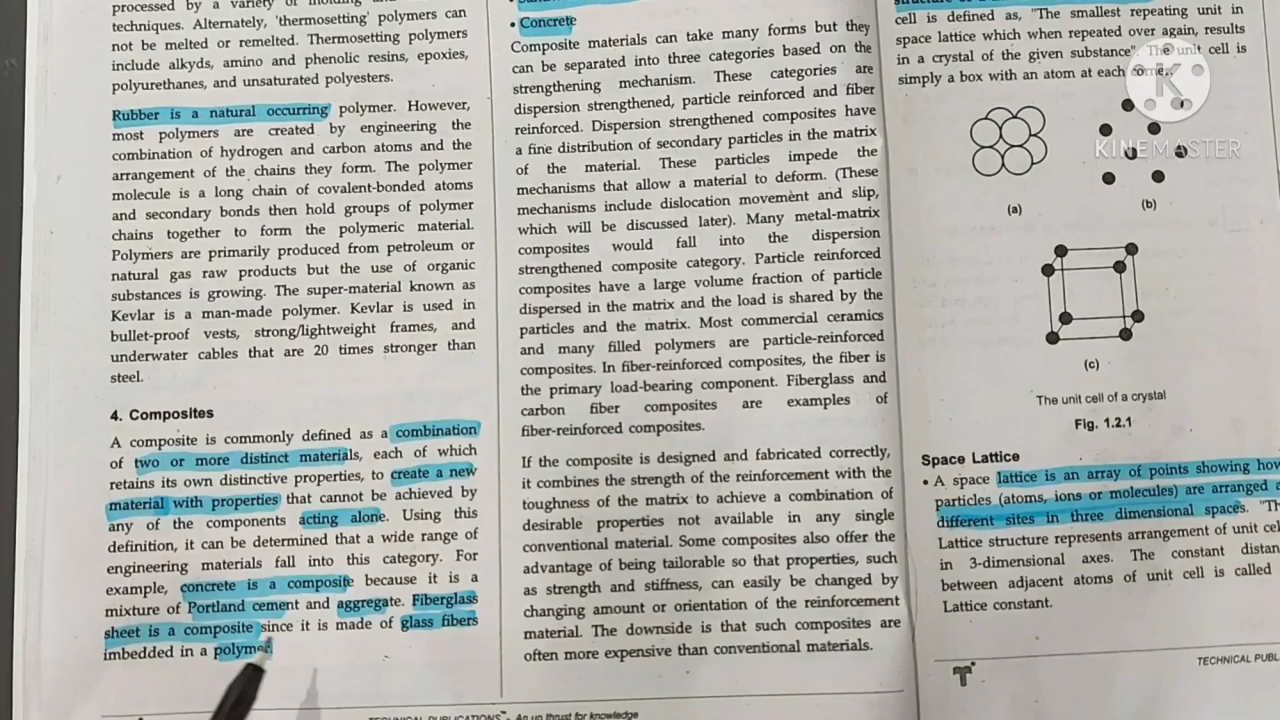 processed by a variety of molding
techniques. Alternately, 'thermosetting' polymers can
not be melted or remelted. Thermosetting polymers
include alkyds, amino and phenolic resins, epoxies,
polyurethanes, and unsaturated polyesters.
Rubber is a natural occurring polymer. However,
most polymers are created by engineering the
combination of hydrogen and carbon atoms and the
arrangement of the chains they form. The polymer
molecule is a long chain of covalent-bonded atoms
and secondary bonds then hold groups of polymer
chains together to form the polymeric material.
Polymers are primarily produced from petroleum or
natural gas raw products but the use of organic
substances is growing. The super-material known as
Kevlar is a man-made polymer. Kevlar is used in
bullet-proof vests, strong/lightweight frames, and
underwater cables that are 20 times stronger than
steel.
4. Composites
A composite is commonly defined as a combination
of two or more distinct materials, each of which
retains its own distinctive properties, to create a new
material with properties that cannot be achieved by
any of the components acting alone. Using this
definition, it can be determined that a wide range of
engineering materials fall into this category. For
example, concrete is a composite because it is a
mixture of Portland cement and aggregate. Fiberglass
sheet is a composite since it is made of glass fibers
imbedded in a polymer.
• Concrete
Composite materials can take many forms but they
can be separated into three categories based on the
strengthening mechanism. These categories are
dispersion strengthened, particle reinforced and fiber
reinforced. Dispersion strengthened composites have
a fine distribution of secondary particles in the matrix
of the material. These particles impede the
mechanisms that allow a material to deform. (These
mechanisms include dislocation movement and slip,
which will be discussed later). Many metal-matrix
composites would fall into the dispersion
strengthened composite category. Particle reinforced
composites have a large volume fraction of particle
dispersed in the matrix and the load is shared by the
particles and the matrix. Most commercial ceramics
and many filled polymers are particle-reinforced
composites. In fiber-reinforced composites, the fiber is
the primary load-bearing component. Fiberglass and
carbon fiber composites are examples of
fiber-reinforced composites.
If the composite is designed and fabricated correctly,
it combines the strength of the reinforcement with the
toughness of the matrix to achieve a combination of
desirable properties not available in any single
conventional material. Some composites also offer the
advantage of being tailorable so that properties, such
as strength and stiffness, can easily be changed by
changing amount or orientation of the reinforcement
material. The downside is that such composites are
often more expensive than conventional materials.
TECHNICAL PUBLICATIONS™ - An up thrust for knowledge
cell is defined as, "The smallest repeating unit in
space lattice which when repeated over again, results
in a crystal of the given substance". The unit cell is
simply a box with an atom at each corner.
K
KINEMASTER
(a)
(b)
(c)
The unit cell of a crystal
Fig. 1.2.1
Space Lattice
• A space lattice is an array of points showing how
particles (atoms, ions or molecules) are arranged
different sites in three dimensional spaces.
Lattice structure represents arrangement of unit
in 3-dimensional axes. The constant
between adjacent atoms of unit cell is called
Lattice constant.
TECHNICAL